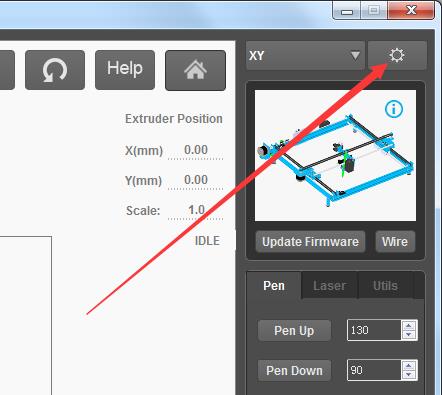 Help
XY
Extruder Position
X(mm) 0.00
Y(mm) 0.00
Scale: 1.0
IDLE
Update Firmware Wire
Pen Laser Utils
Pen Up 130
Pen Down 90